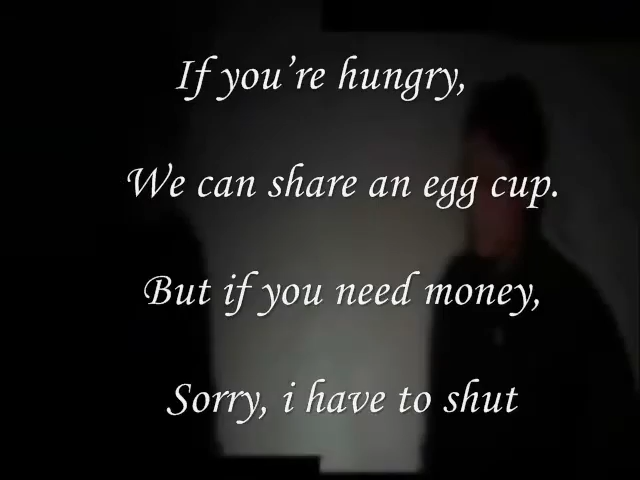 If you’re hungry,
We can share an egg cup.
But if you need money,
Sorry, i have to shut